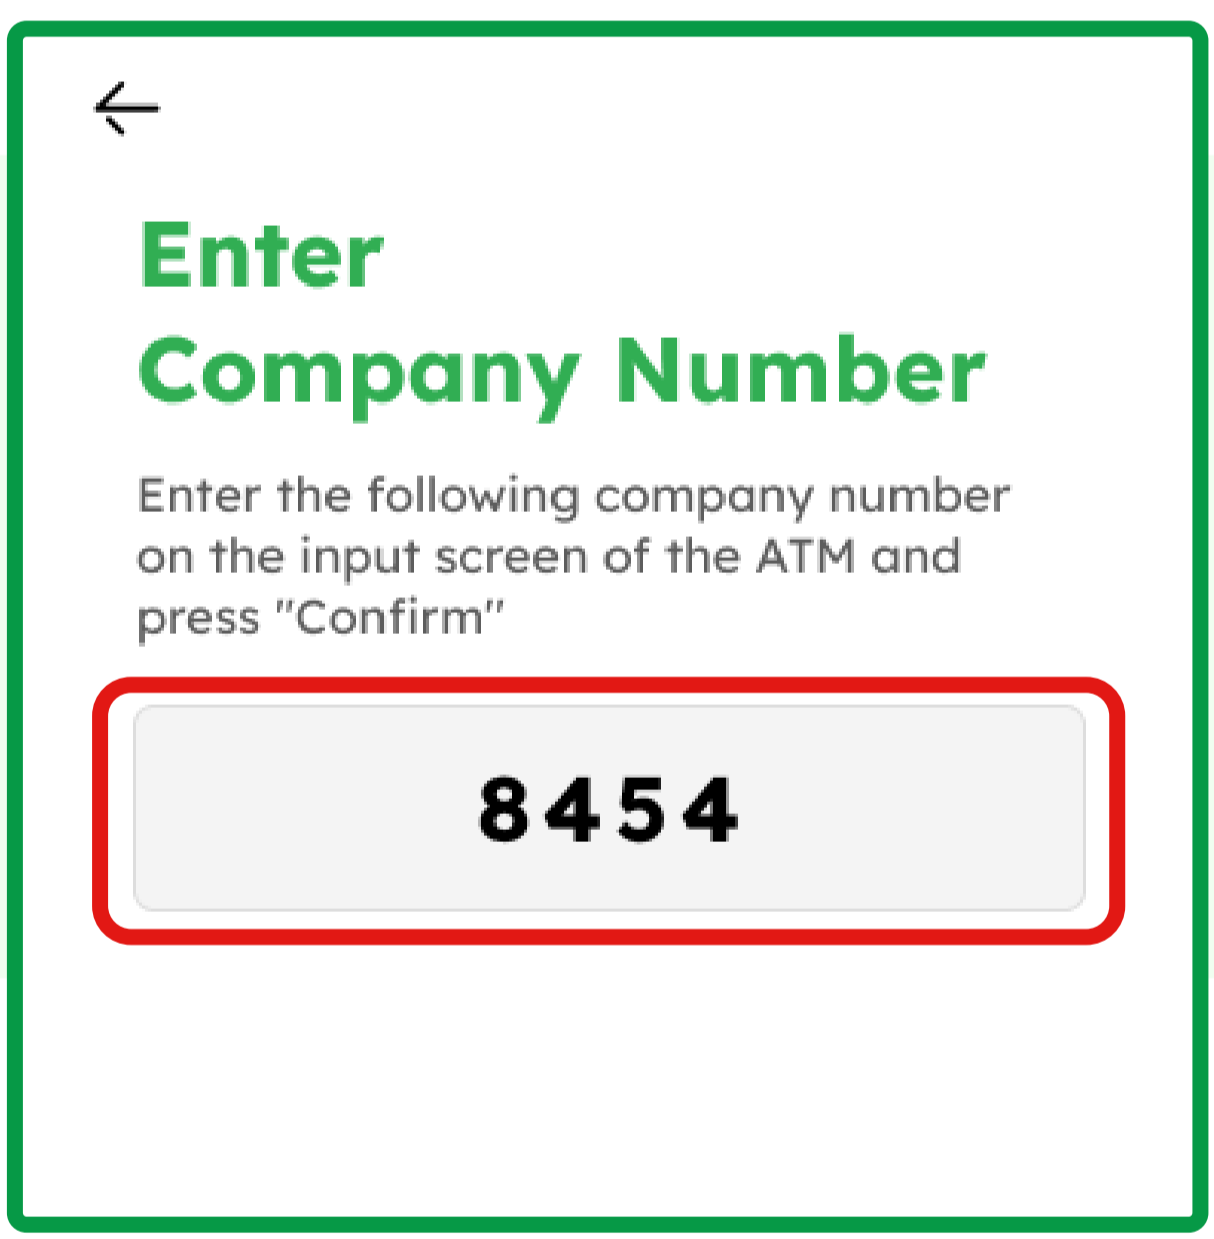 Enter
Company Number
Enter the following company number
on the input screen of the ATM and
press "Confirm"
8454